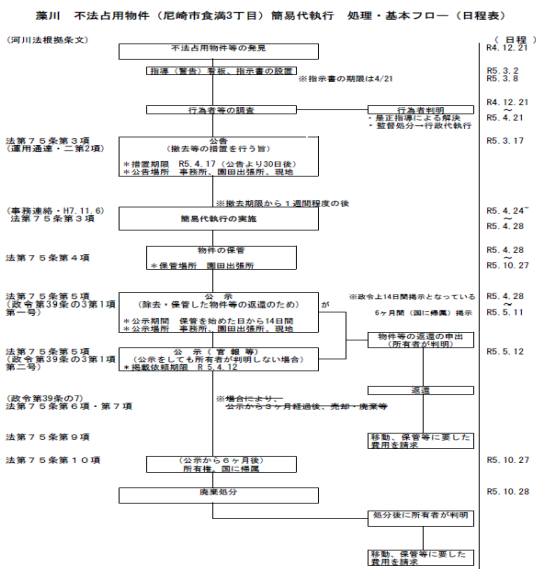 藻川　不法占用物件（尼崎市食満3丁目）簡易代執行　処理・基本フロー（日程表）
（河川法根拠条文）
（ 日程 ）
不法占用物件等の発見
R4.12.21
指導（警告）看板、指示書の設置
R5.3.2
※指示書の期限は4/21
R5.3.8
行為者等の調査
行為者判明
R4.12.21
～
・是正指導による解決
・監督処分→行政代執行
R5.4.21
法第７５条第３項
（運用通達・二第2項）
公告
（撤去等の措置を行う旨）
R5.3.17
＊措置期限　R5.4.17（公告より30日後）
＊公告場所　事務所、園田出張所、現地
※撤去期限から１週間程度の後
（事務連絡・H7.11.6）
法第７５条第３項
簡易代執行の実施
R5.4.24~
～
R5.4.28
物件の保管
法第７５条第４項
＊保管場所　園田出張所
R5.4.28
～
R5.10.27
法第７５条第５項
（政令第39条の3第1項
第一号）
公　示
（除去・保管した物件等の返還のため）
が
＊公示期間　保管を始めた日から14日間
＊公示場所　事務所、園田出張所、現地
※政令上14日間掲示となっている
6ヶ月間（国に帰属）掲示
R5.4.28
～
R5.5.11
物件等の返還の申出
（所有者が判明）
法第７５条第５項
（政令第39条の3第1項
第二号）
公　示（ 官 報 等）
（公示をしても所有者が判明しない場合）
＊掲載依頼期限　R 5.4.12
R5.5.12
返還
（政令第39条の7）
法第７５条第６項・第７項
※場合により、
公示から３ヶ月経過後、売却・廃棄等
法第７５条第９項
移動、保管等に要した
費用を請求
法第７５条第１０項
（公示から６ヶ月後）
所有権、国に帰属
R5.10.27
廃棄処分
R5.10.28
処分後に所有者が判明
移動、保管等に要した
費用を請求